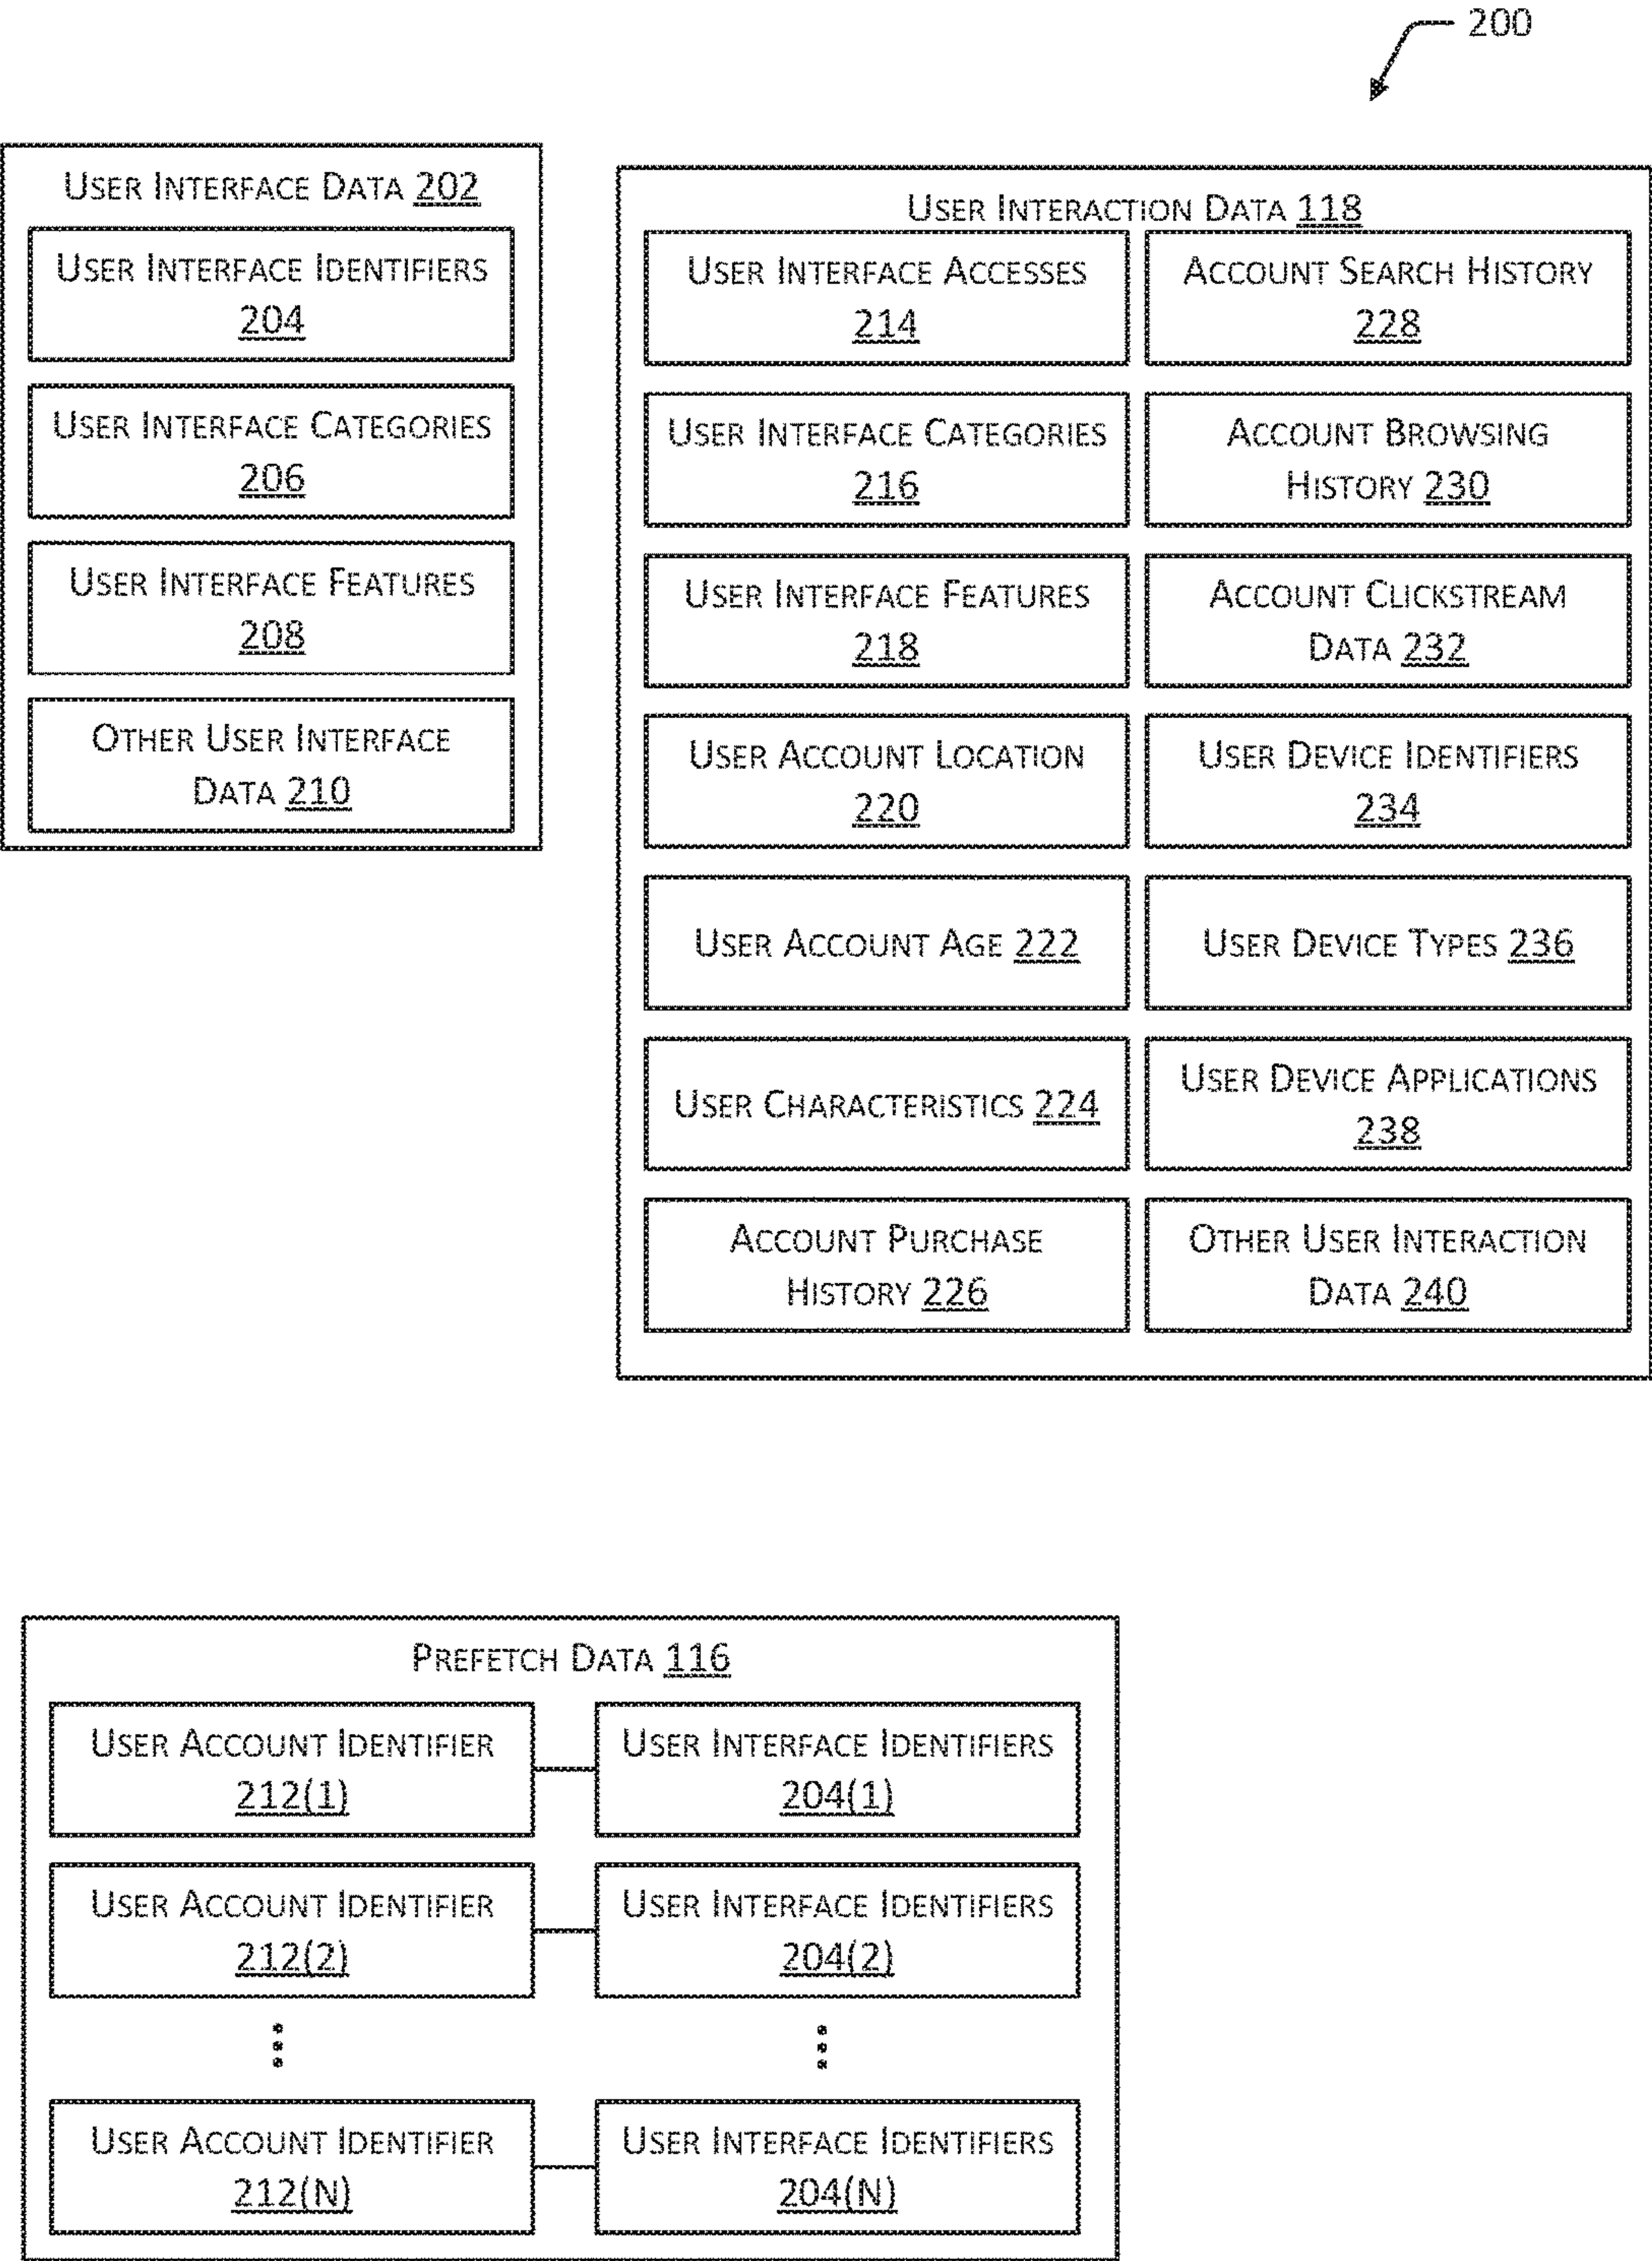 200
USER INTERFACE DATA 202
USER INTERFACE IDENTIFIERS
204
USER INTERFACE CATEGORIES
206
USER INTERFACE FEATURES
208
OTHER USER INTERFACE
DATA 210
USER INTERACTION DATA 118
USER INTERFACE ACCESSES
214
ACCOUNT SEARCH HISTORY
228
USER INTERFACE CATEGORIES
216
ACCOUNT BROWSING
HISTORY 230
USER INTERFACE FEATURES
218
ACCOUNT CLICKSTREAM
DATA 232
USER ACCOUNT LOCATION
220
USER DEVICE IDENTIFIERS
234
USER ACCOUNT AGE 222
USER DEVICE TYPES 236
USER CHARACTERISTICS 224
USER DEVICE APPLICATIONS
238
ACCOUNT PURCHASE
HISTORY 226
OTHER USER INTERACTION
DATA 240
PREFETCH DATA 116
USER ACCOUNT IDENTIFIER
212(1)
USER INTERFACE IDENTIFIERS
204(1)
USER ACCOUNT IDENTIFIER
212(2)
USER INTERFACE IDENTIFIERS
204(2)
USER ACCOUNT IDENTIFIER
212(N)
USER INTERFACE IDENTIFIERS
204(N)